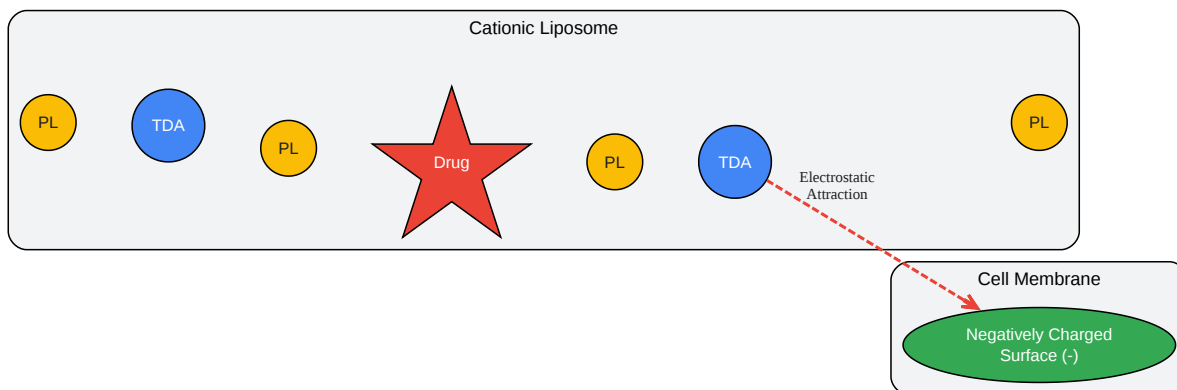 Cationic Liposome
PL
TDA
PL
Drug
PL
TDA
PL
Electrostatic
Attraction
Cell Membrane
Negatively Charged
Surface (-)